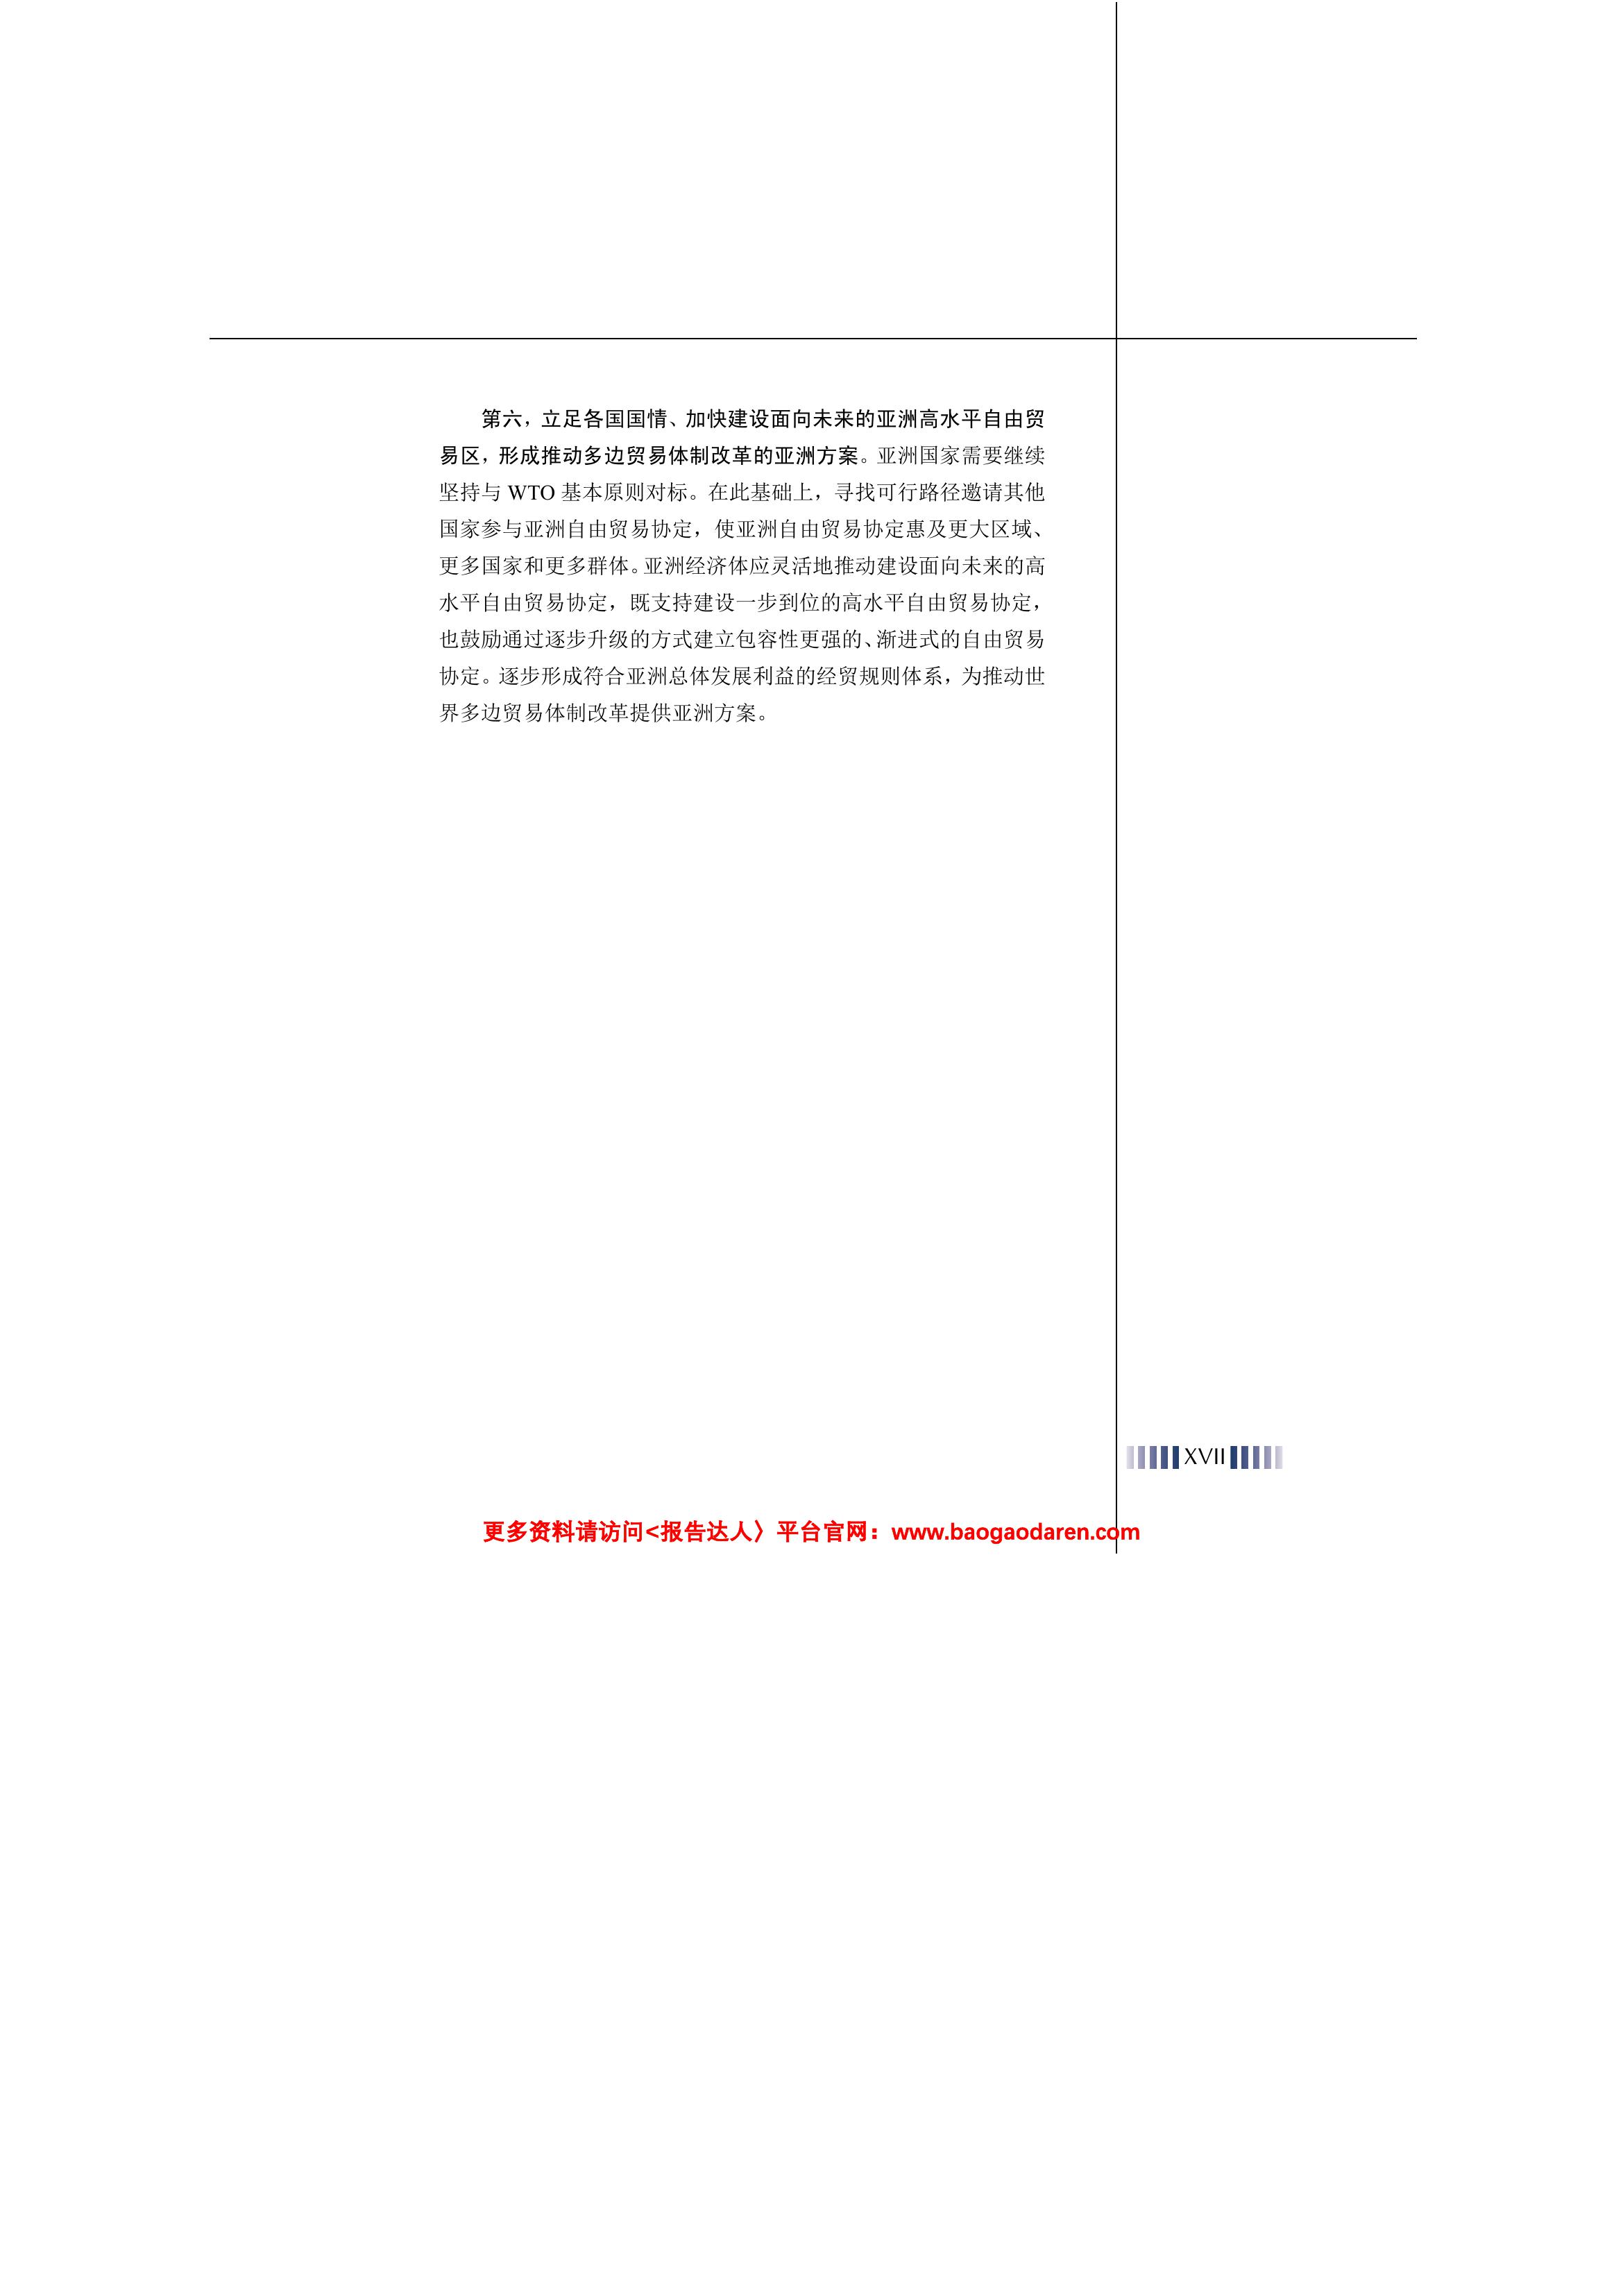 第六，立足各国国情、加快建设面向未来的亚洲高水平自由贸
易区，形成推动多边贸易体制改革的亚洲方案。亚洲国家需要继续
坚持与 WTO 基本原则对标。在此基础上，寻找可行路径邀请其他
国家参与亚洲自由贸易协定，使亚洲自由贸易协定惠及更大区域、
更多国家和更多群体。亚洲经济体应灵活地推动建设面向未来的高
水平自由贸易协定，既支持建设一步到位的高水平自由贸易协定，
也鼓励通过逐步升级的方式建立包容性更强的、渐进式的自由贸易
协定。逐步形成符合亚洲总体发展利益的经贸规则体系，为推动世
界多边贸易体制改革提供亚洲方案。
XVII
更多资料请访问<报告达人〉平台官网：www.baogaodaren.com